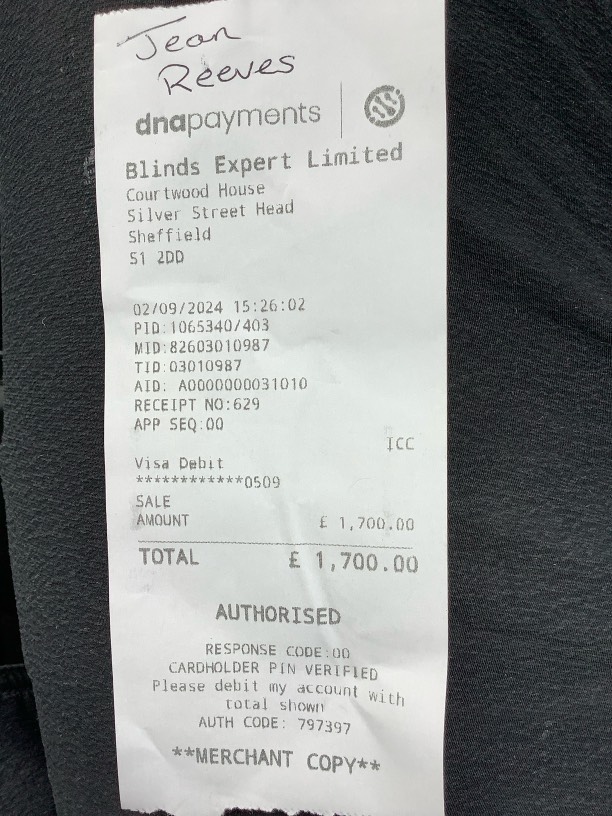 Jean
Reeves
dnapayments
Blinds Expert Limited
Courtwood House
Silver Street Head
Sheffield
S1 2DD
02/09/2024 15:26:02
PID:1065340/403
MID:82603010987
TID:03010987
AID: A0000000031010
RECEIPT NO:629
APP SEQ:00
ICC
Visa Debit
************0509
SALE
AMOUNT £ 1,700.00
TOTAL £ 1,700.00
AUTHORISED
RESPONSE CODE:00
CARDHOLDER PIN VERIFIED
Please debit my account with
total shown
AUTH CODE: 797397
**MERCHANT COPY**